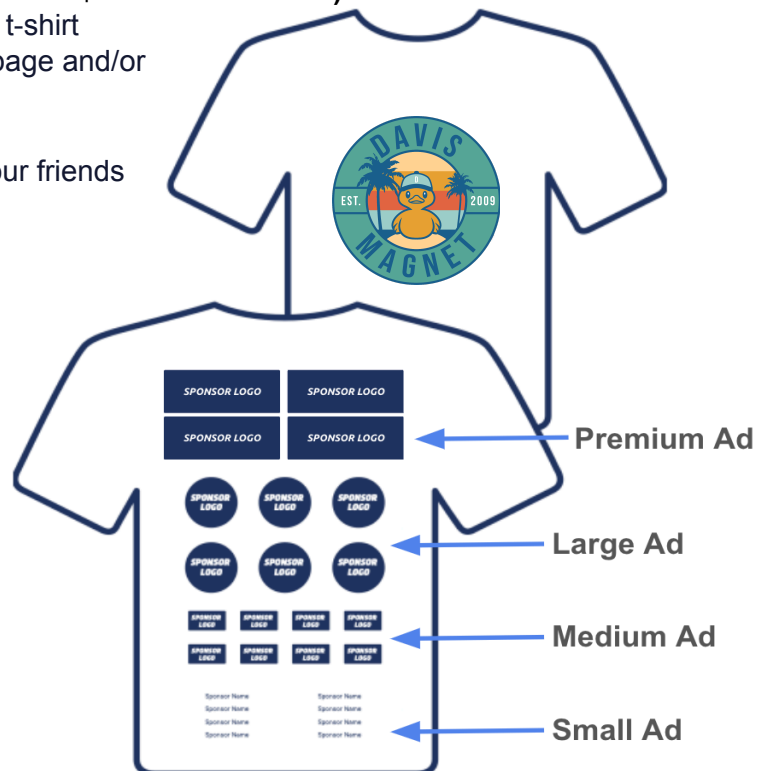 t-shirt
page and/or
our friends
DAVIS
EST. 2009
MAGNET
SPONSOR LOGO SPONSOR LOGO
SPONSOR LOGO SPONSOR LOGO
Premium Ad
SPONSOR LOGO SPONSOR LOGO SPONSOR LOGO
SPONSOR LOGO SPONSOR LOGO SPONSOR LOGO
Large Ad
SPONSOR LOGO SPONSOR LOGO SPONSOR LOGO SPONSOR LOGO
SPONSOR LOGO SPONSOR LOGO SPONSOR LOGO SPONSOR LOGO
Medium Ad
Sponsor Name Sponsor Name
Sponsor Name Sponsor Name
Sponsor Name Sponsor Name
Sponsor Name Sponsor Name
Small Ad